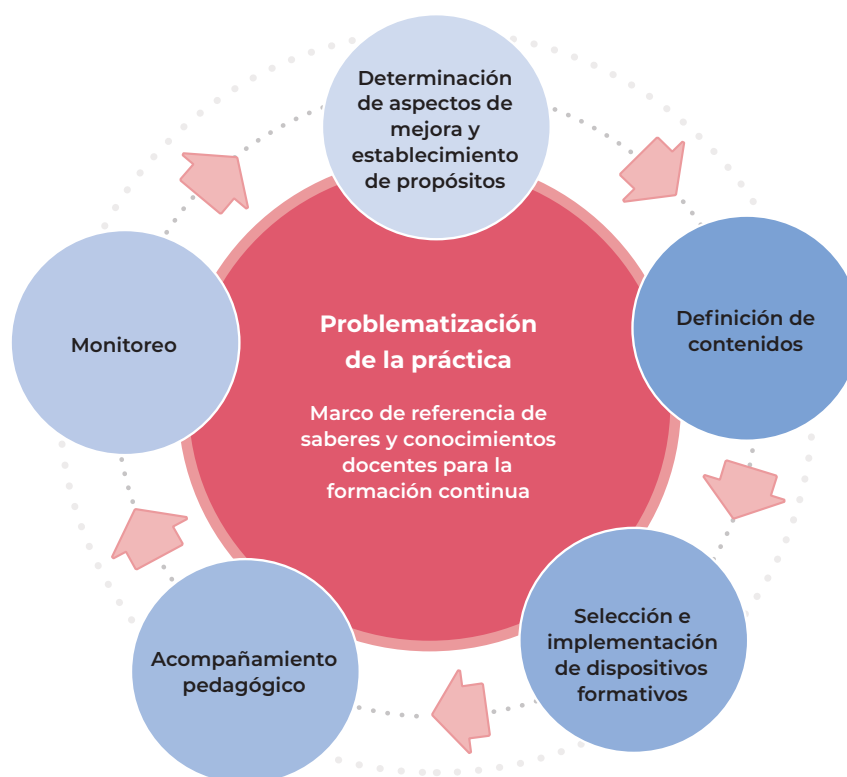 Determinación
de aspectos de
mejora y
establecimiento
de propósitos
Definición de
contenidos
Selección e
implementación
de dispositivos
formativos
Acompañamiento
pedagógico
Monitoreo
Problematización
de la práctica
Marco de referencia de
saberes y conocimientos
docentes para la
formación continua